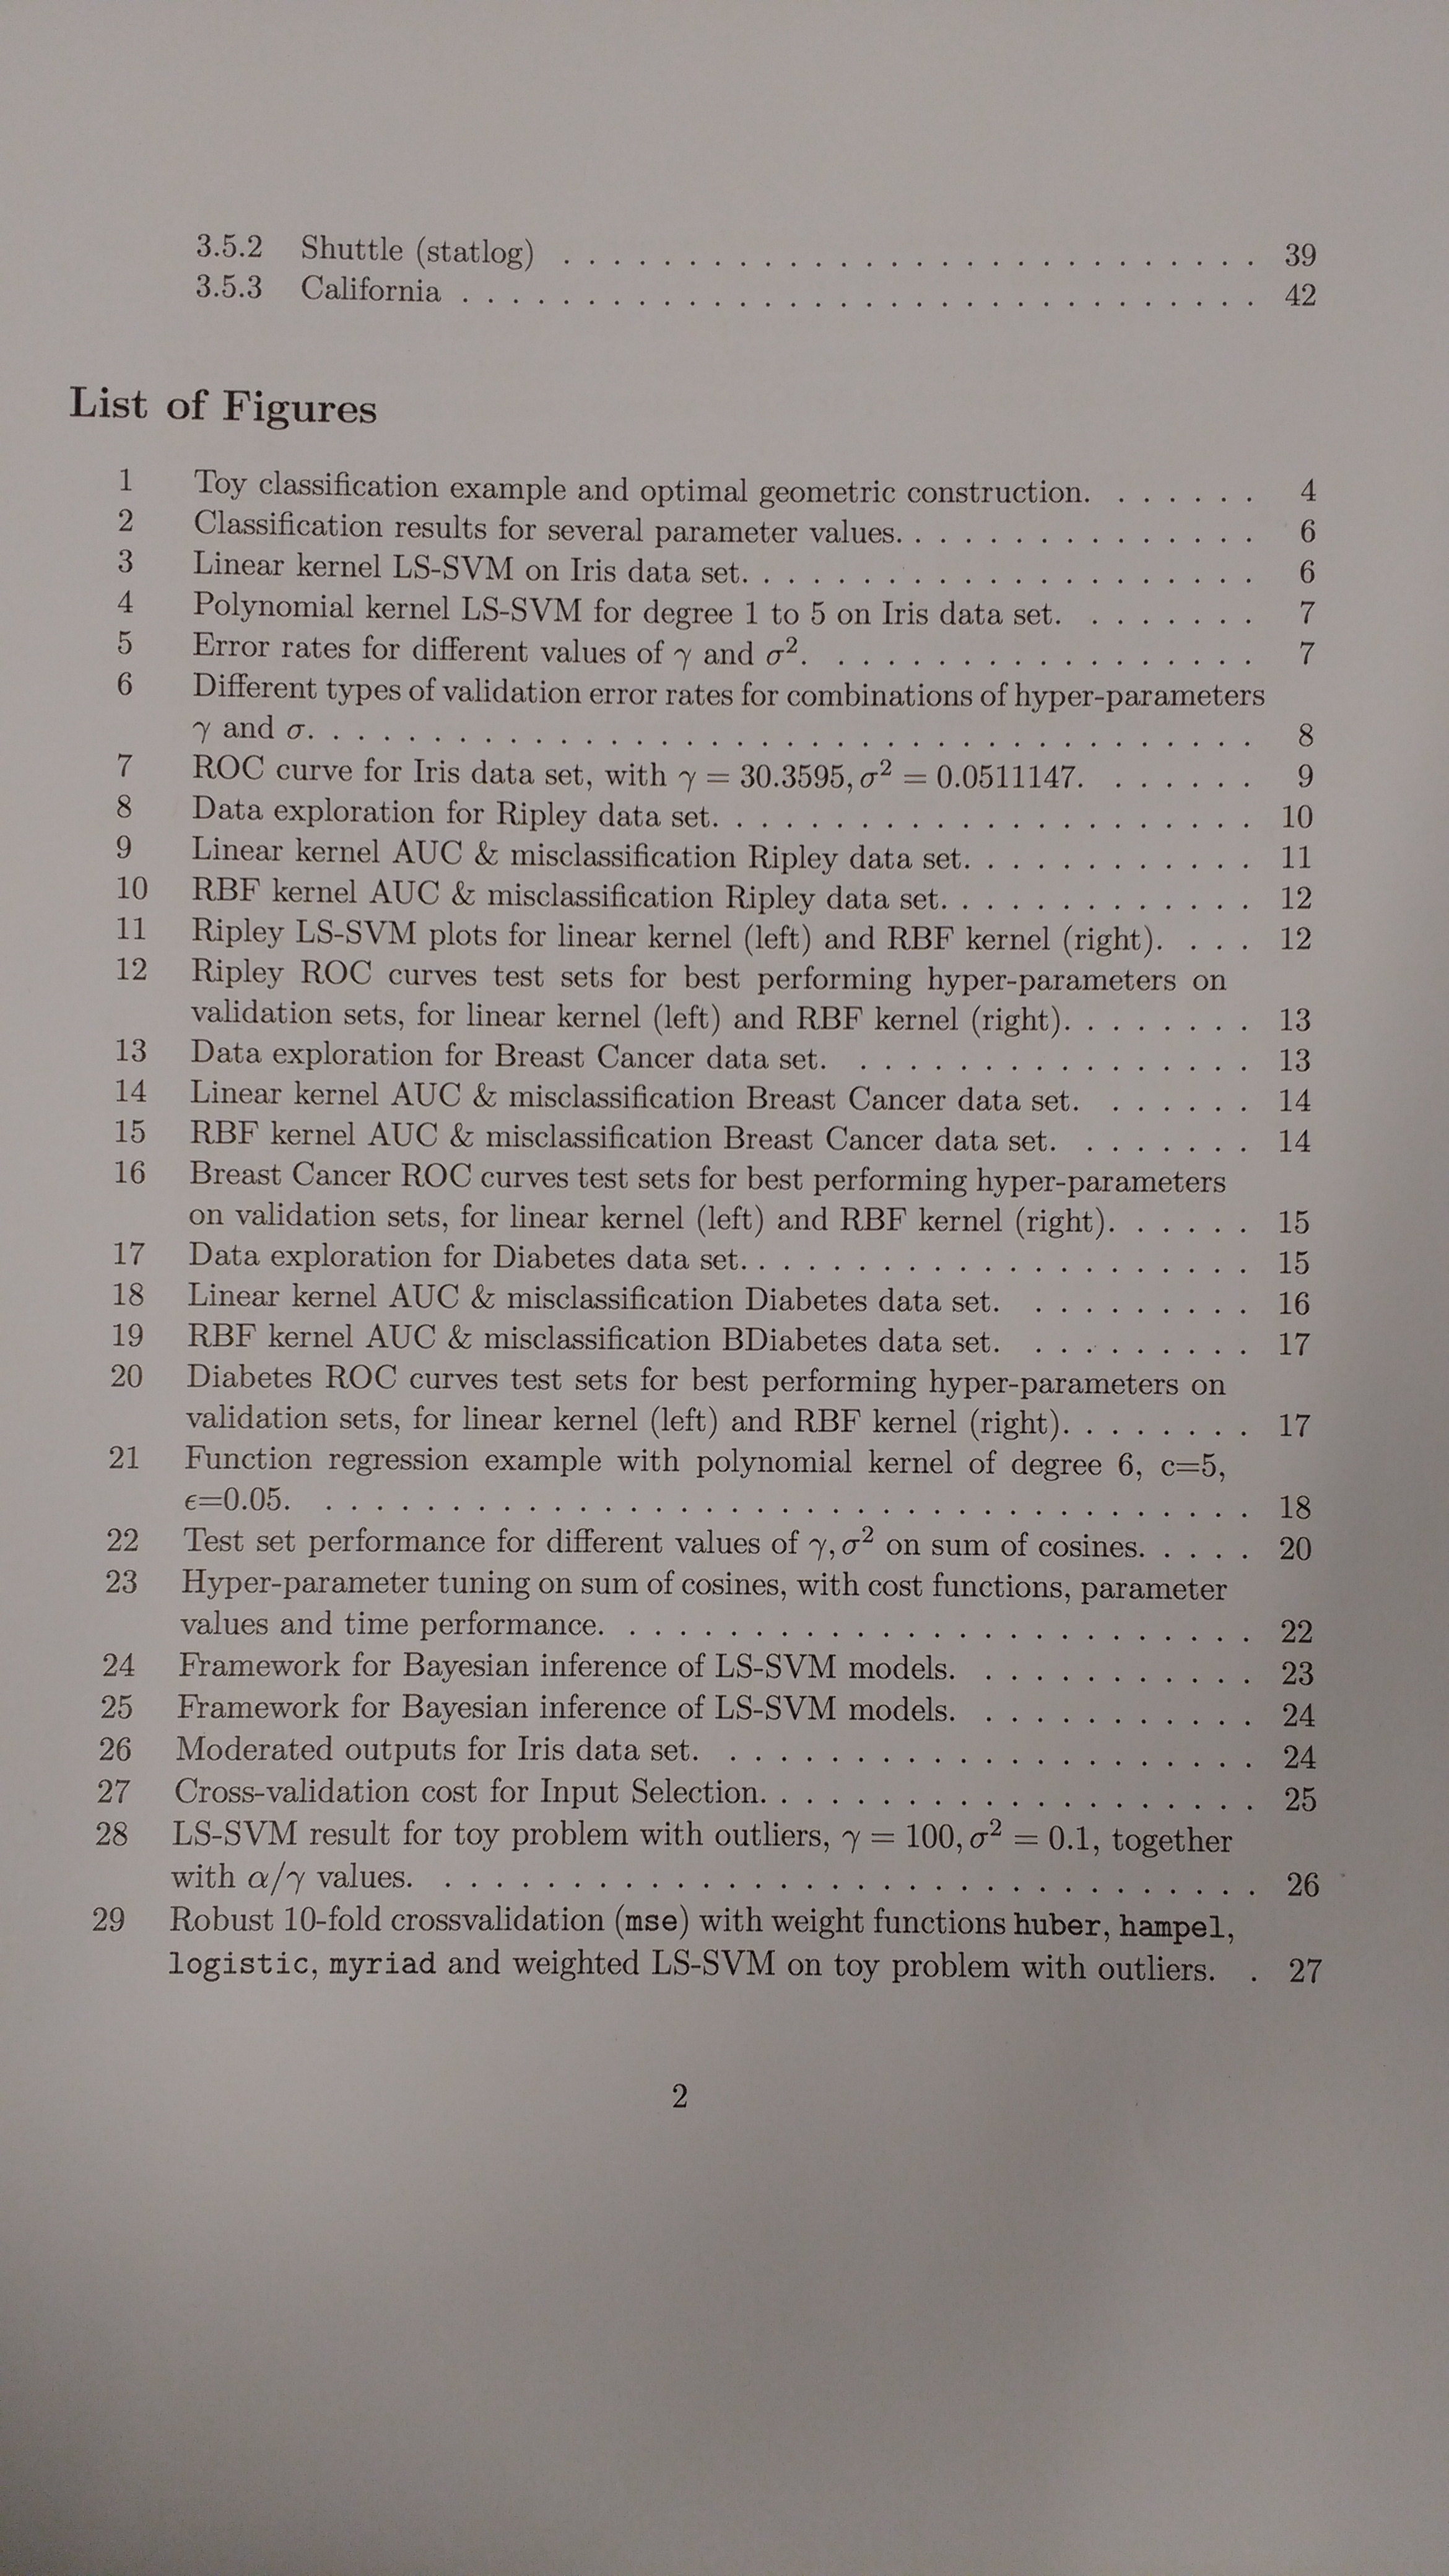 3.5.2 Shuttle (statlog) . . . . . . . . . . . . . . . . . . . . . . . . . . . . 39
3.5.3 California . . . . . . . . . . . . . . . . . . . . . . . . . . . . . . . . 42
List of Figures
1 Toy classification example and optimal geometric construction. . . . . . . 4
2 Classification results for several parameter values. . . . . . . . . . . . . . . 6
3 Linear kernel LS-SVM on Iris data set. . . . . . . . . . . . . . . . . . . . . 6
4 Polynomial kernel LS-SVM for degree 1 to 5 on Iris data set. . . . . . . . 7
5 Error rates for different values of γ and σ². . . . . . . . . . . . . . . . . . 7
6 Different types of validation error rates for combinations of hyper-parameters
γ and σ. . . . . . . . . . . . . . . . . . . . . . . . . . . . . . . . . . . . . . . 8
7 ROC curve for Iris data set, with γ = 30.3595, σ² = 0.0511147. . . . . . . 9
8 Data exploration for Ripley data set. . . . . . . . . . . . . . . . . . . . . . 10
9 Linear kernel AUC & misclassification Ripley data set. . . . . . . . . . . . 11
10 RBF kernel AUC & misclassification Ripley data set. . . . . . . . . . . . . 12
11 Ripley LS-SVM plots for linear kernel (left) and RBF kernel (right). . . . 12
12 Ripley ROC curves test sets for best performing hyper-parameters on
validation sets, for linear kernel (left) and RBF kernel (right). . . . . . . . 13
13 Data exploration for Breast Cancer data set. . . . . . . . . . . . . . . . . 13
14 Linear kernel AUC & misclassification Breast Cancer data set. . . . . . . 14
15 RBF kernel AUC & misclassification Breast Cancer data set. . . . . . . . 14
16 Breast Cancer ROC curves test sets for best performing hyper-parameters
on validation sets, for linear kernel (left) and RBF kernel (right). . . . . . 15
17 Data exploration for Diabetes data set. . . . . . . . . . . . . . . . . . . . . 15
18 Linear kernel AUC & misclassification Diabetes data set. . . . . . . . . . 16
19 RBF kernel AUC & misclassification BDiabetes data set. . . . . . . . . . 17
20 Diabetes ROC curves test sets for best performing hyper-parameters on
validation sets, for linear kernel (left) and RBF kernel (right). . . . . . . . 17
21 Function regression example with polynomial kernel of degree 6, c=5,
ϵ=0.05. . . . . . . . . . . . . . . . . . . . . . . . . . . . . . . . . . . . . . 18
22 Test set performance for different values of γ, σ² on sum of cosines. . . . . 20
23 Hyper-parameter tuning on sum of cosines, with cost functions, parameter
values and time performance. . . . . . . . . . . . . . . . . . . . . . . . . . 22
24 Framework for Bayesian inference of LS-SVM models. . . . . . . . . . . . 23
25 Framework for Bayesian inference of LS-SVM models. . . . . . . . . . . . 24
26 Moderated outputs for Iris data set. . . . . . . . . . . . . . . . . . . . . . 24
27 Cross-validation cost for Input Selection. . . . . . . . . . . . . . . . . . . . 25
28 LS-SVM result for toy problem with outliers, γ = 100, σ² = 0.1, together
with α/γ values. . . . . . . . . . . . . . . . . . . . . . . . . . . . . . . . . . 26
29 Robust 10-fold crossvalidation (mse) with weight functions huber, hampel,
logistic, myriad and weighted LS-SVM on toy problem with outliers. . 27
2